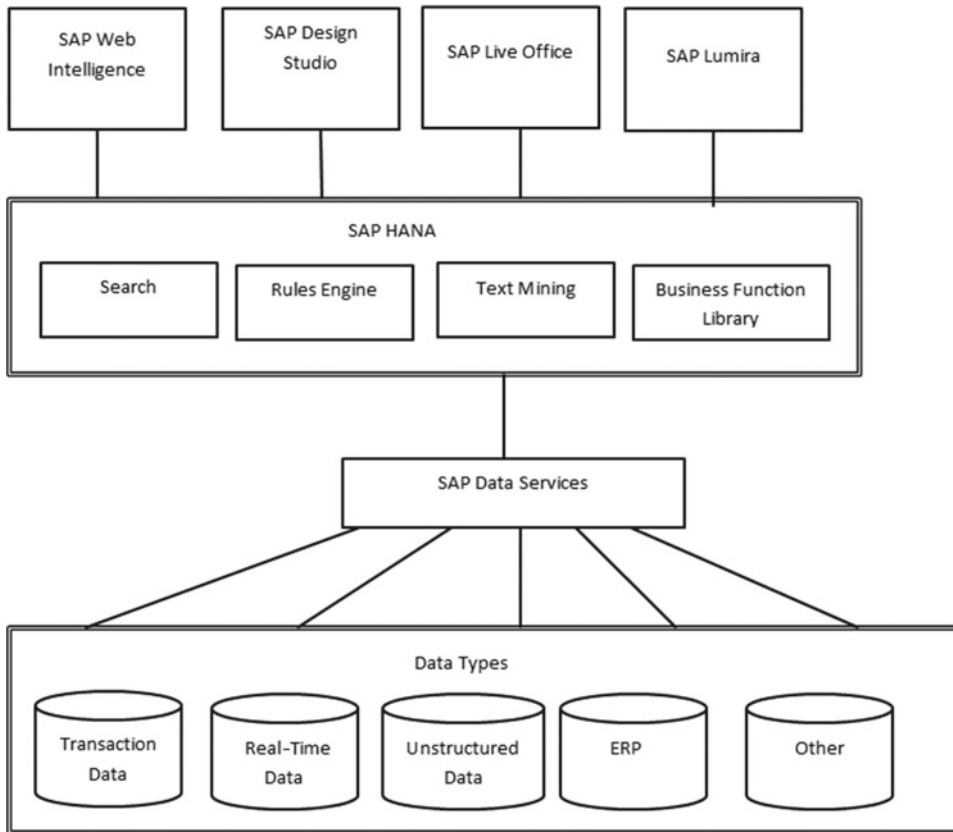 SAP Web
Intelligence
SAP Design
Studio
SAP Live Office
SAP Lumira
SAP HANA
Search
Rules Engine
Text Mining
Business Function
Library
SAP Data Services
Data Types
Transaction
Data
Real-Time
Data
Unstructured
Data
ERP
Other